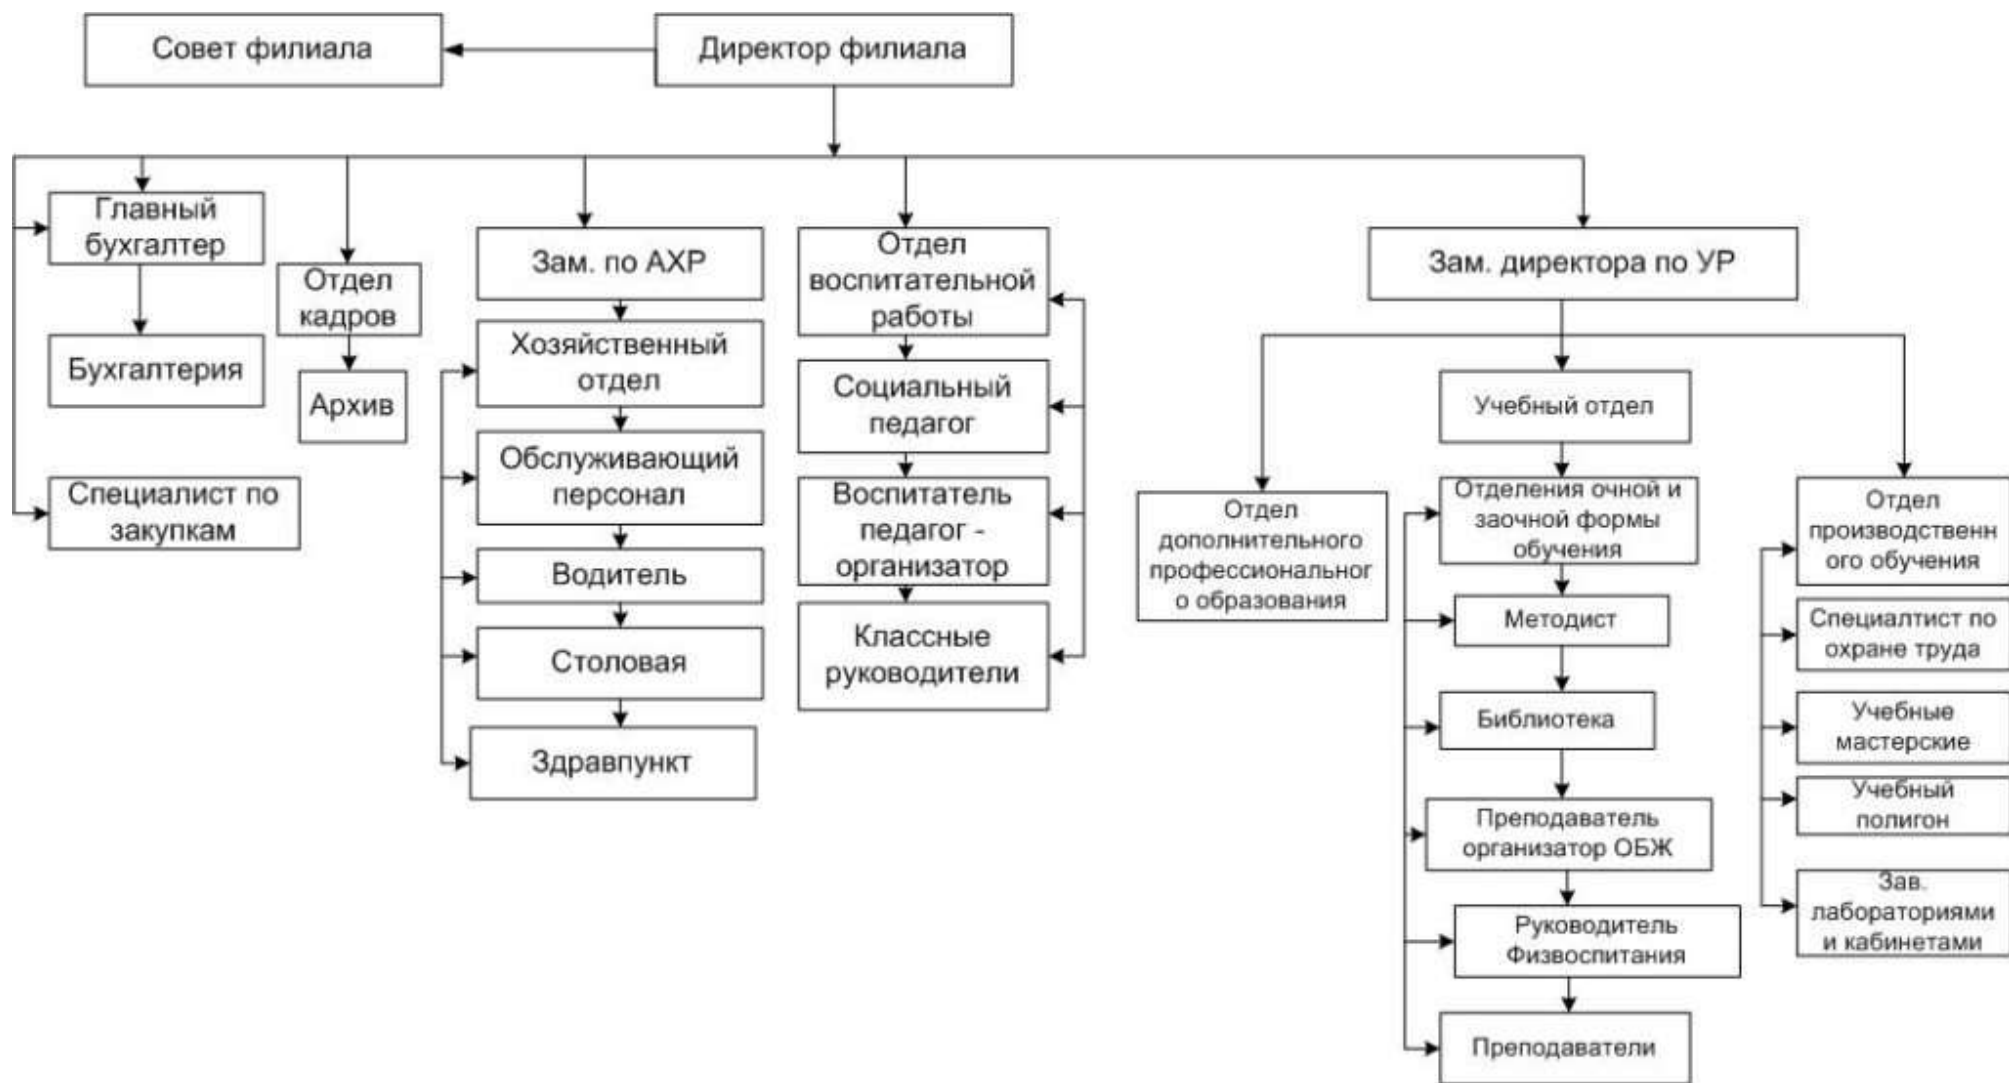 Совет филиала
Директор филиала
Главный
бухгалтер
Бухгалтерия
Специалист по
закупкам
Отдел
кадров
Архив
Зам. по АХР
Хозяйственный
отдел
Обслуживающий
персонал
Водитель
Столовая
Здравпункт
Отдел
воспитательной
работы
Социальный
педагог
Воспитатель
педагог -
организатор
Классные
руководители
Зам. директора по УР
Отдел
дополнительного
профессиональног
о образования
Учебный отдел
Отделения очной и
заочной формы
обучения
Методист
Библиотека
Преподаватель
организатор ОБЖ
Руководитель
Физвоспитания
Преподаватели
Отдел
производственн
ого обучения
Специалтист по
охране труда
Учебные
мастерские
Учебный
полигон
Зав.
лабораториями
и кабинетами